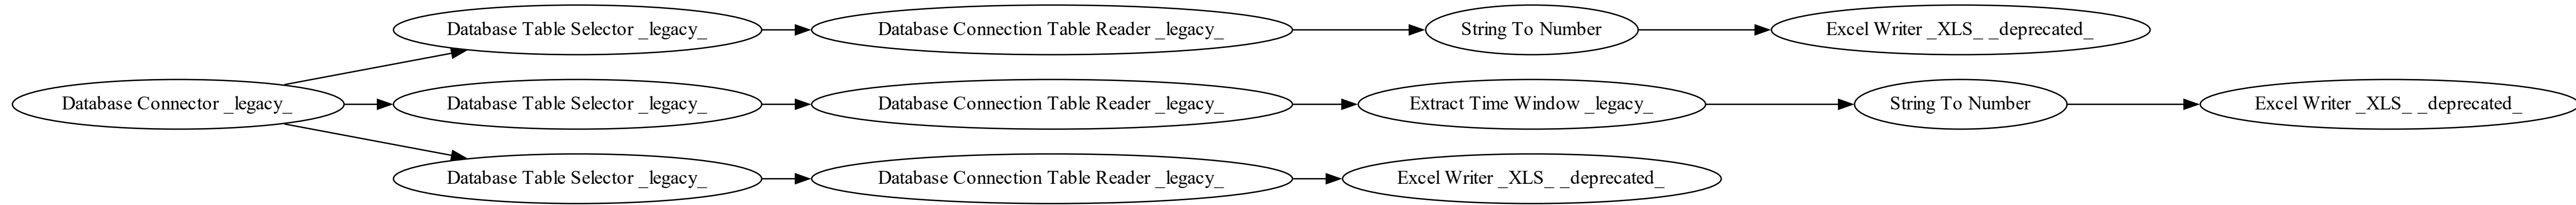 Database Table Selector _legacy_
Database Connection Table Reader _legacy_
String To Number
Excel Writer _XLS_ _deprecated_
Database Connector _legacy_
Database Table Selector _legacy_
Database Connection Table Reader _legacy_
Extract Time Window _legacy_
String To Number
Excel Writer _XLS_ _deprecated_
Database Table Selector _legacy_
Database Connection Table Reader _legacy_
Excel Writer _XLS_ _deprecated_